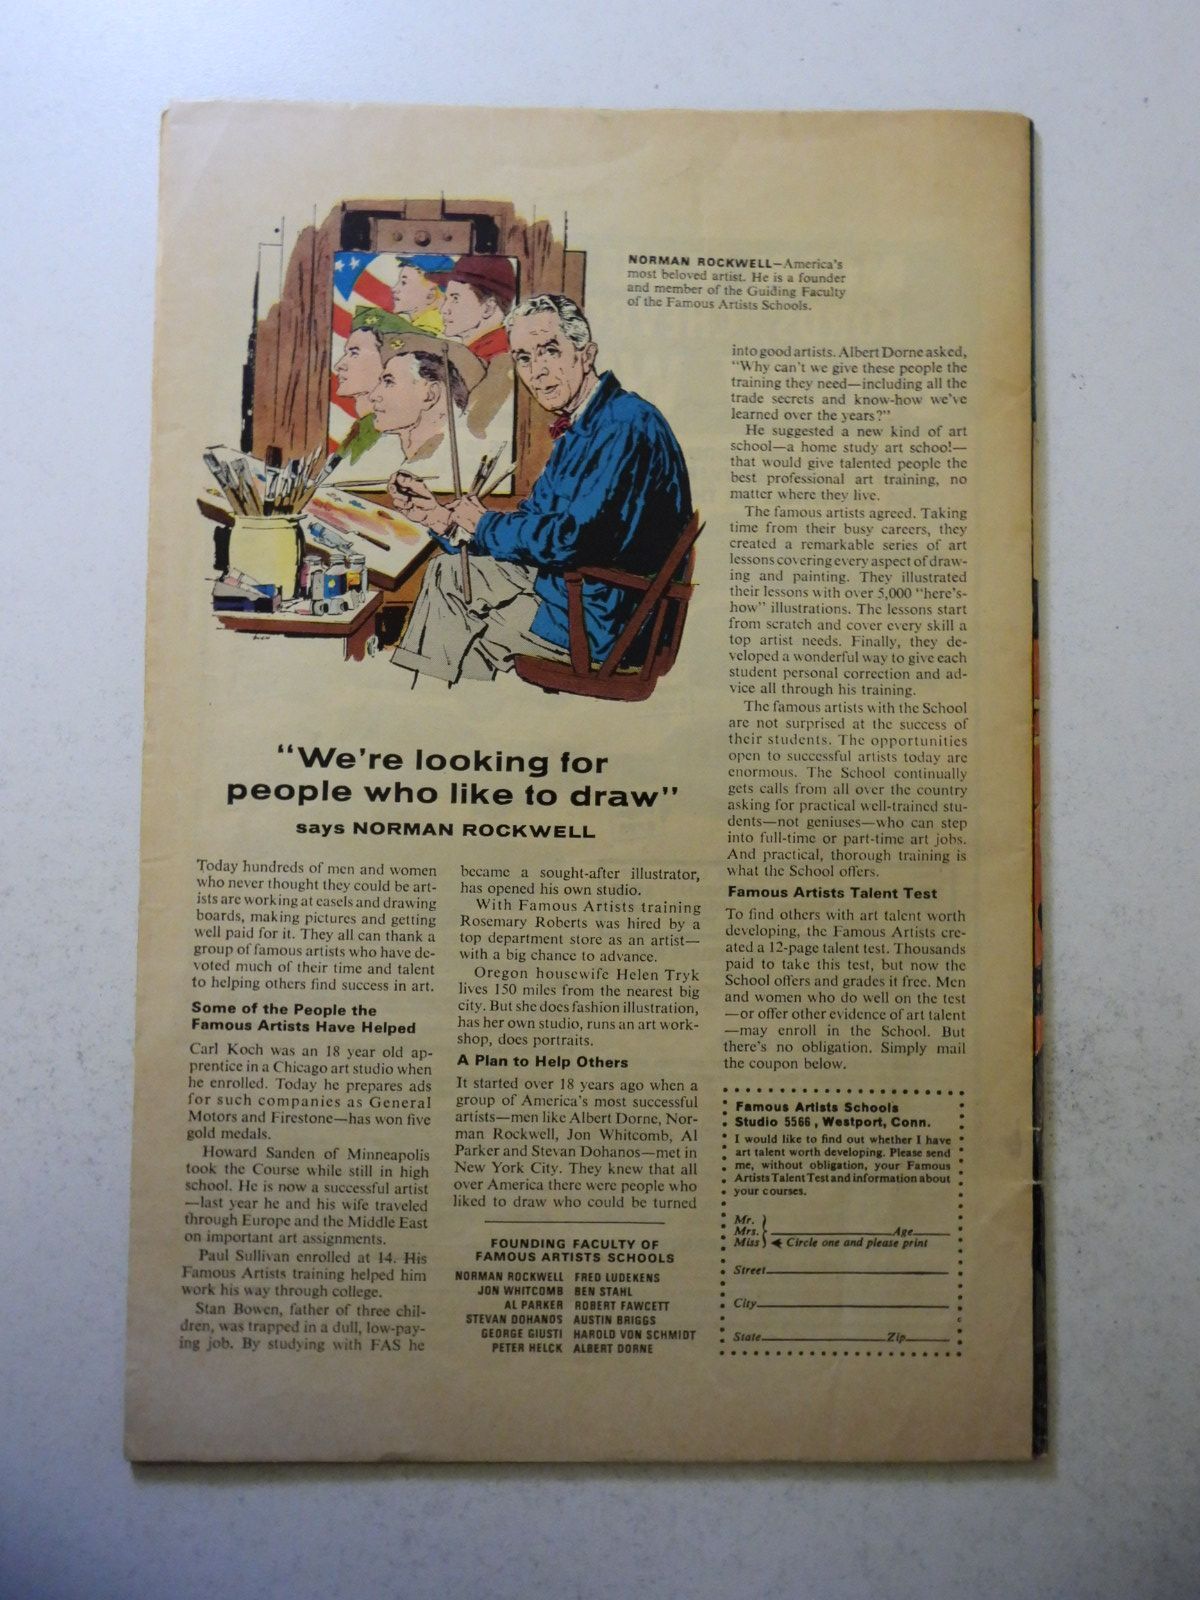 NORMAN ROCKWELL—America's
most beloved artist. He is a founder
and member of the Guiding Faculty
of the Famous Artists Schools.
"We're looking for
people who like to draw"
says NORMAN ROCKWELL
Today hundreds of men and women
who never thought they could be art-
ists are working at easels and drawing
boards, making pictures and getting
well paid for it. They all can thank a
group of famous artists who have de-
voted much of their time and talent
to helping others find success in art.
Some of the People the
Famous Artists Have Helped
Carl Koch was an 18 year old ap-
prentice in a Chicago art studio when
he enrolled. Today he prepares ads
for such companies as General
Motors and Firestone—has won five
gold medals.
Howard Sanden of Minneapolis
took the Course while still in high
school. He is now a successful artist
—last year he and his wife traveled
through Europe and the Middle East
on important art assignments.
Paul Sullivan enrolled at 14. His
Famous Artists training helped him
work his way through college.
Stan Bowen, father of three chil-
dren, was trapped in a dull, low-pay-
ing job. By studying with FAS he
became a sought-after illustrator,
has opened his own studio.
With Famous Artists training
Rosemary Roberts was hired by a
top department store as an artist—
with a big chance to advance.
Oregon housewife Helen Tryk
lives 150 miles from the nearest big
city. But she does fashion illustration,
has her own studio, runs an art work-
shop, does portraits.
A Plan to Help Others
It started over 18 years ago when a
group of America's most successful
artists—men like Albert Dorne, Nor-
man Rockwell, Jon Whitcomb, Al
Parker and Stevan Dohanos—met in
New York City. They knew that all
over America there were people who
liked to draw who could be turned
FOUNDING FACULTY OF
FAMOUS ARTISTS SCHOOLS
NORMAN ROCKWELL FRED LUDEKENS
JON WHITCOMB BEN STAHL
AL PARKER ROBERT FAWCETT
STEVAN DOHANOS AUSTIN BRIGGS
GEORGE GIUSTI HAROLD VON SCHMIDT
PETER HELCK ALBERT DORNE
into good artists. Albert Dorne asked,
"Why can't we give these people the
training they need—including all the
trade secrets and know-how we've
learned over the years?"
He suggested a new kind of art
school—a home study art school—
that would give talented people the
best professional art training, no
matter where they live.
The famous artists agreed. Taking
time from their busy careers, they
created a remarkable series of art
lessons covering every aspect of draw-
ing and painting. They illustrated
their lessons with over 5,000 "here's-
how" illustrations. The lessons start
from scratch and cover every skill a
top artist needs. Finally, they de-
veloped a wonderful way to give each
student personal correction and ad-
vice all through his training.
The famous artists with the School
are not surprised at the success of
their students. The opportunities
open to successful artists today are
enormous. The School continually
gets calls from all over the country
asking for practical well-trained stu-
dents—not geniuses—who can step
into full-time or part-time art jobs.
And practical, thorough training is
what the School offers.
Famous Artists Talent Test
To find others with art talent worth
developing, the Famous Artists cre-
ated a 12-page talent test. Thousands
paid to take this test, but now the
School offers and grades it free. Men
and women who do well on the test
—or offer other evidence of art talent
—may enroll in the School. But
there's no obligation. Simply mail
the coupon below.
Famous Artists Schools
Studio 5566, Westport, Conn.
I would like to find out whether I have
art talent worth developing. Please send
me, without obligation, your Famous
Artists Talent Test and information about
your courses.
Mr.
Mrs. Age
Miss Circle one and please print
Street
City
State Zip